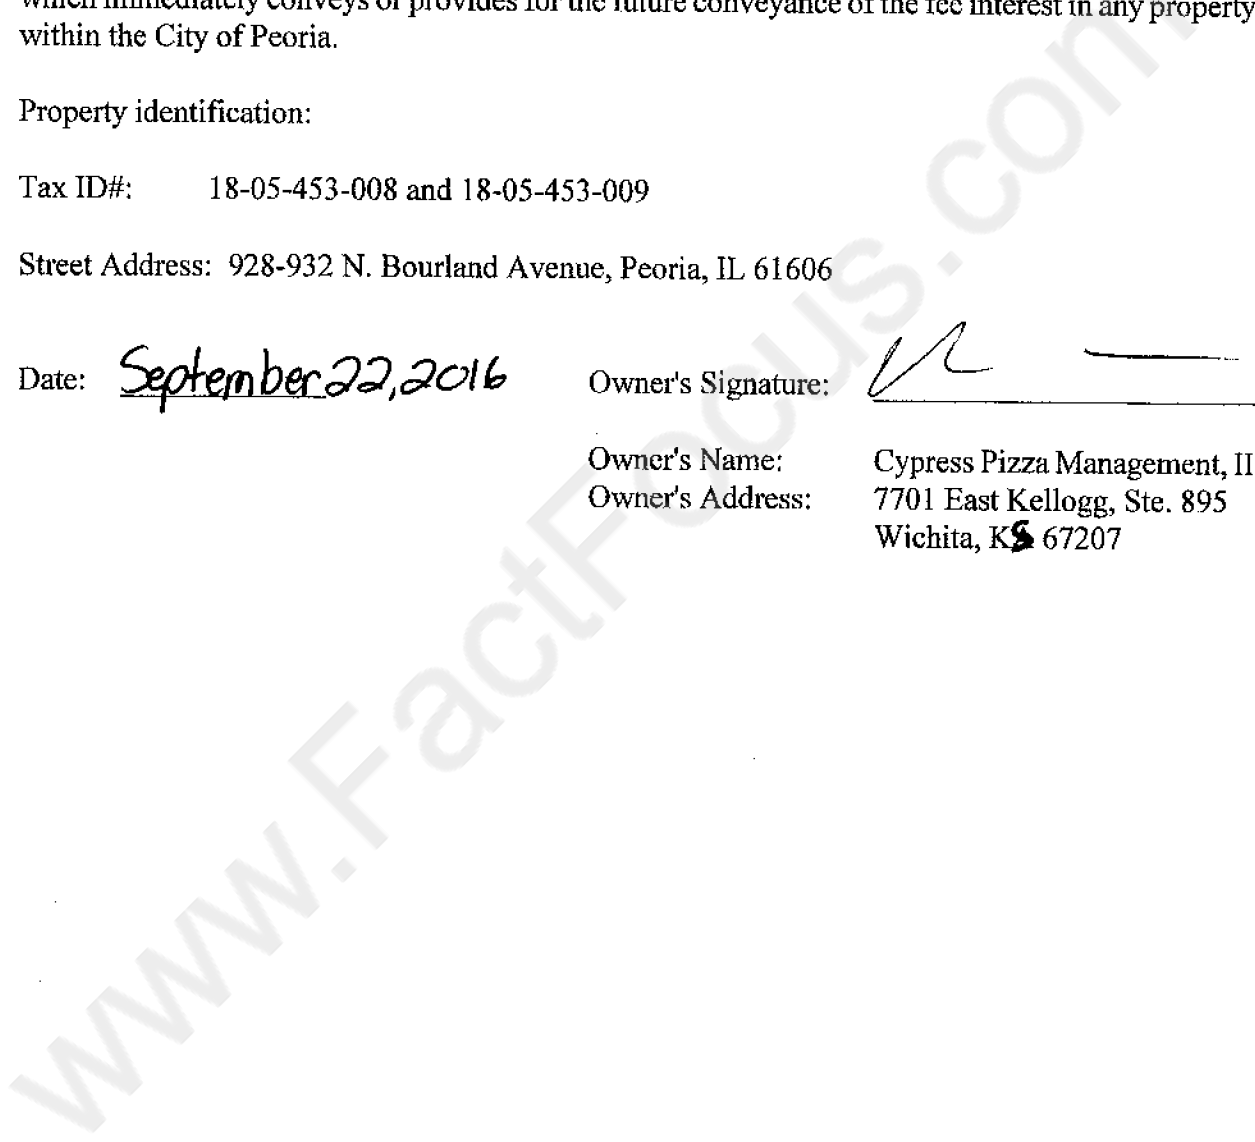 which immediately conveys or provides for the future conveyance of the fee interest in any property
within the City of Peoria.
Property identification:
Tax ID#: 18-05-453-008 and 18-05-453-009
Street Address: 928-932 N. Bourland Avenue, Peoria, IL 61606
Date: September 22, 2016 Owner's Signature:
Owner's Name: Cypress Pizza Management, II
Owner's Address: 7701 East Kellogg, Ste. 895
Wichita, KS 67207
www.FactFocus.com